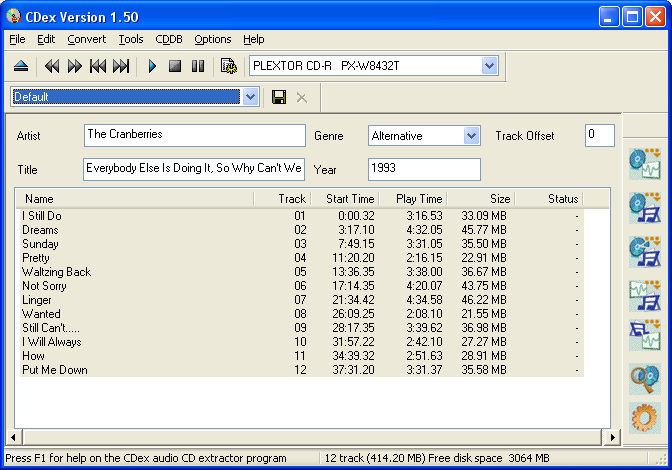 CDex Version 1.50
File Edit Convert Tools CDDB Options Help
PLEXTOR CD-R PX-W8432T
Default
Artist The Cranberries Genre Alternative Track Offset 0
Title Everybody Else Is Doing It, So Why Can't We Year 1993
Name Track Start Time Play Time Size Status
I Still Do 01 0:00.32 3:16.53 33.09 MB -
Dreams 02 3:17.10 4:32.05 45.77 MB -
Sunday 03 7:49.15 3:31.05 35.50 MB -
Pretty 04 11:20.20 2:16.15 22.91 MB -
Waltzing Back 05 13:36.35 3:38.00 36.67 MB -
Not Sorry 06 17:14.35 4:20.07 43.75 MB -
Linger 07 21:34.42 4:34.58 46.22 MB -
Wanted 08 26:09.25 2:08.10 21.55 MB -
Still Can't..... 09 28:17.35 3:39.62 36.98 MB -
I Will Always 10 31:57.22 2:42.10 27.27 MB -
How 11 34:39.32 2:51.63 28.91 MB -
Put Me Down 12 37:31.20 3:31.37 35.58 MB -
Press F1 for help on the CDex audio CD extractor program 12 track (414.20 MB) Free disk space 3064 MB